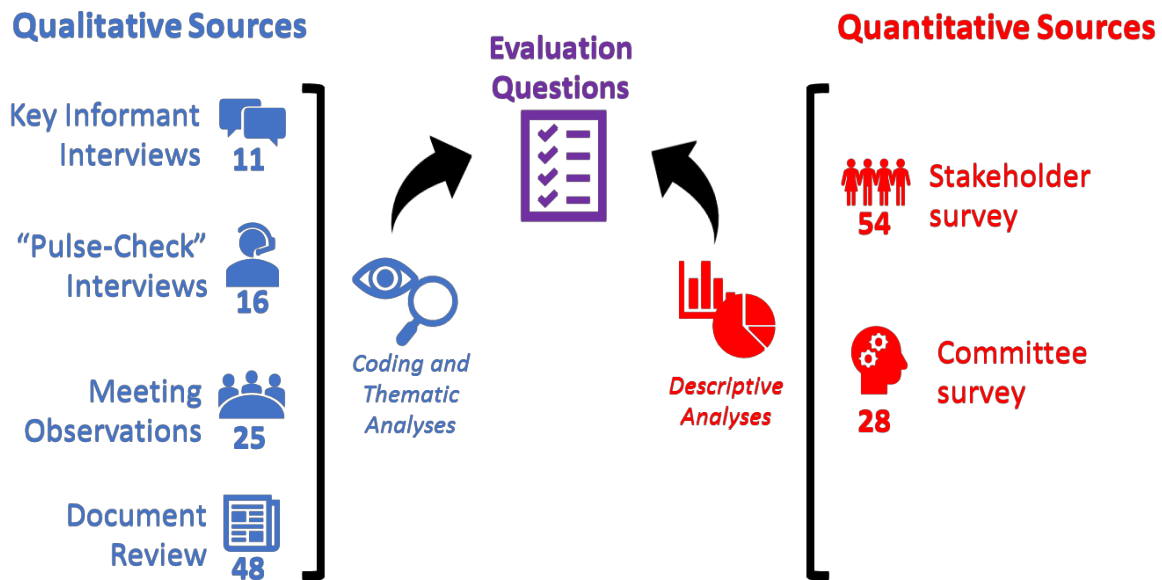 Qualitative Sources
Key Informant
Interviews
11
“Pulse-Check”
Interviews
16
Meeting
Observations
25
Document
Review
48
Coding and
Thematic
Analyses
Evaluation
Questions
Descriptive
Analyses
Quantitative Sources
Stakeholder
survey
54
Committee
survey
28